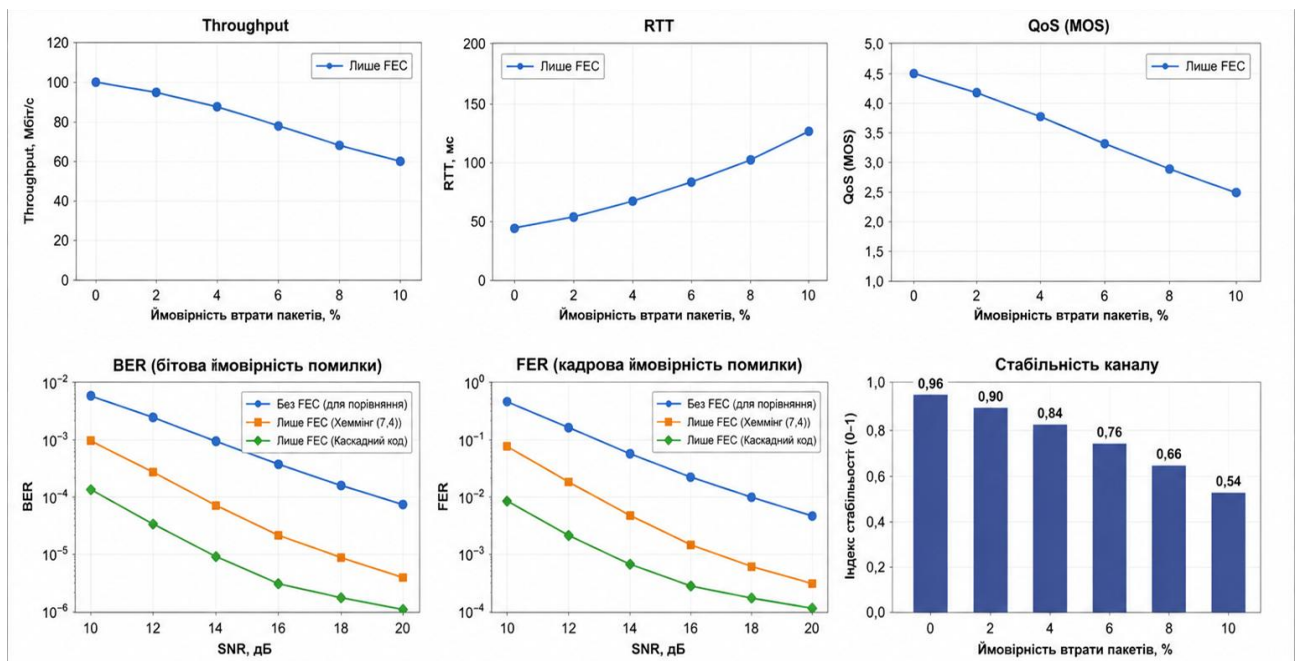 Throughput
120
100
80
60
40
20
0
0 2 4 6 8 10
Throughput, Мбіт/с
Ймовірність втрати пакетів, %
Лише FEC
RTT
200
150
100
50
0
0 2 4 6 8 10
RTT, мс
Ймовірність втрати пакетів, %
Лише FEC
QoS (MOS)
5,0
4,5
4,0
3,5
3,0
2,5
2,0
1,5
1,0
0 2 4 6 8 10
QoS (MOS)
Ймовірність втрати пакетів, %
Лише FEC
BER (бітова ймовірність помилки)
10⁻²
10⁻³
10⁻⁴
10⁻⁵
10⁻⁶
10 12 14 16 18 20
BER
SNR, дБ
Без FEC (для порівняння)
Лише FEC (Хеммінг (7,4))
Лише FEC (Каскадний код)
FER (кадрова ймовірність помилки)
10⁰
10⁻¹
10⁻²
10⁻³
10⁻⁴
10 12 14 16 18 20
FER
SNR, дБ
Без FEC (для порівняння)
Лише FEC (Хеммінг (7,4))
Лише FEC (Каскадний код)
Стабільність каналу
1,0
0,8
0,6
0,4
0,2
0,0
0,96
0,90
0,84
0,76
0,66
0,54
0 2 4 6 8 10
Ймовірність втрати пакетів, %